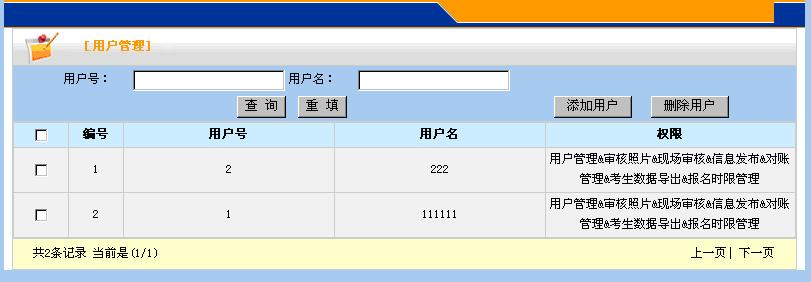 [用户管理]
用户号： 用户名：
查 询 重 填 添加用户 删除用户
编号 用户号 用户名 权限
1 2 222 用户管理&审核照片&现场审核&信息发布&对账
管理&考生数据导出&报名时限管理
2 1 111111 用户管理&审核照片&现场审核&信息发布&对账
管理&考生数据导出&报名时限管理
共2条记录 当前是(1/1) 上一页| 下一页